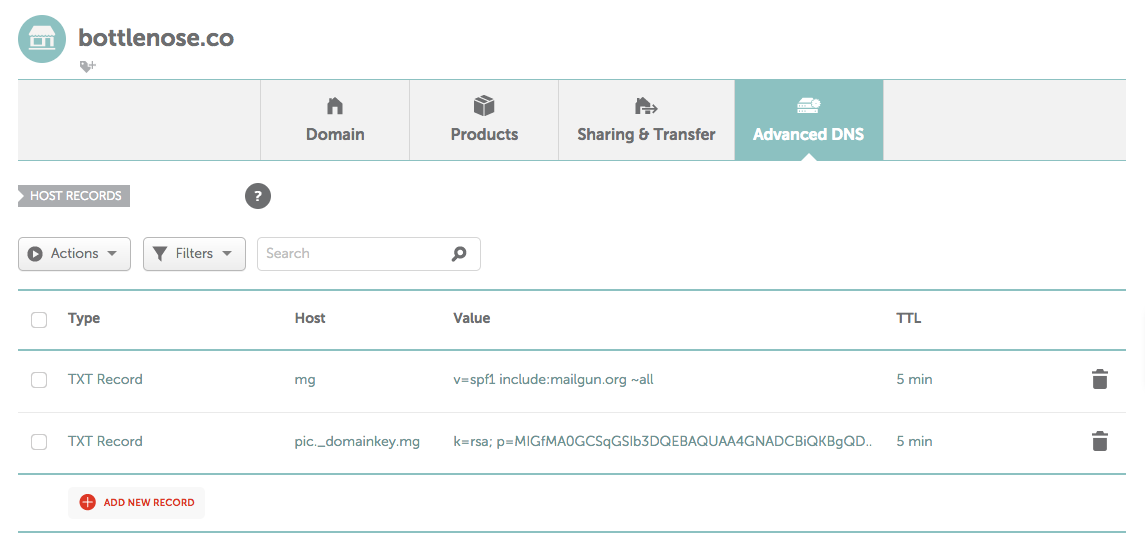 bottlenose.co
Domain Products Sharing & Transfer Advanced DNS
HOST RECORDS ?
Actions Filters Search
Type Host Value TTL
TXT Record mg v=spf1 include:mailgun.org ~all 5 min
TXT Record pic._domainkey.mg k=rsa; p=MIGfMA0GCSqGSIb3DQEBAQUAA4GNADCBiQKBgQD.. 5 min
ADD NEW RECORD